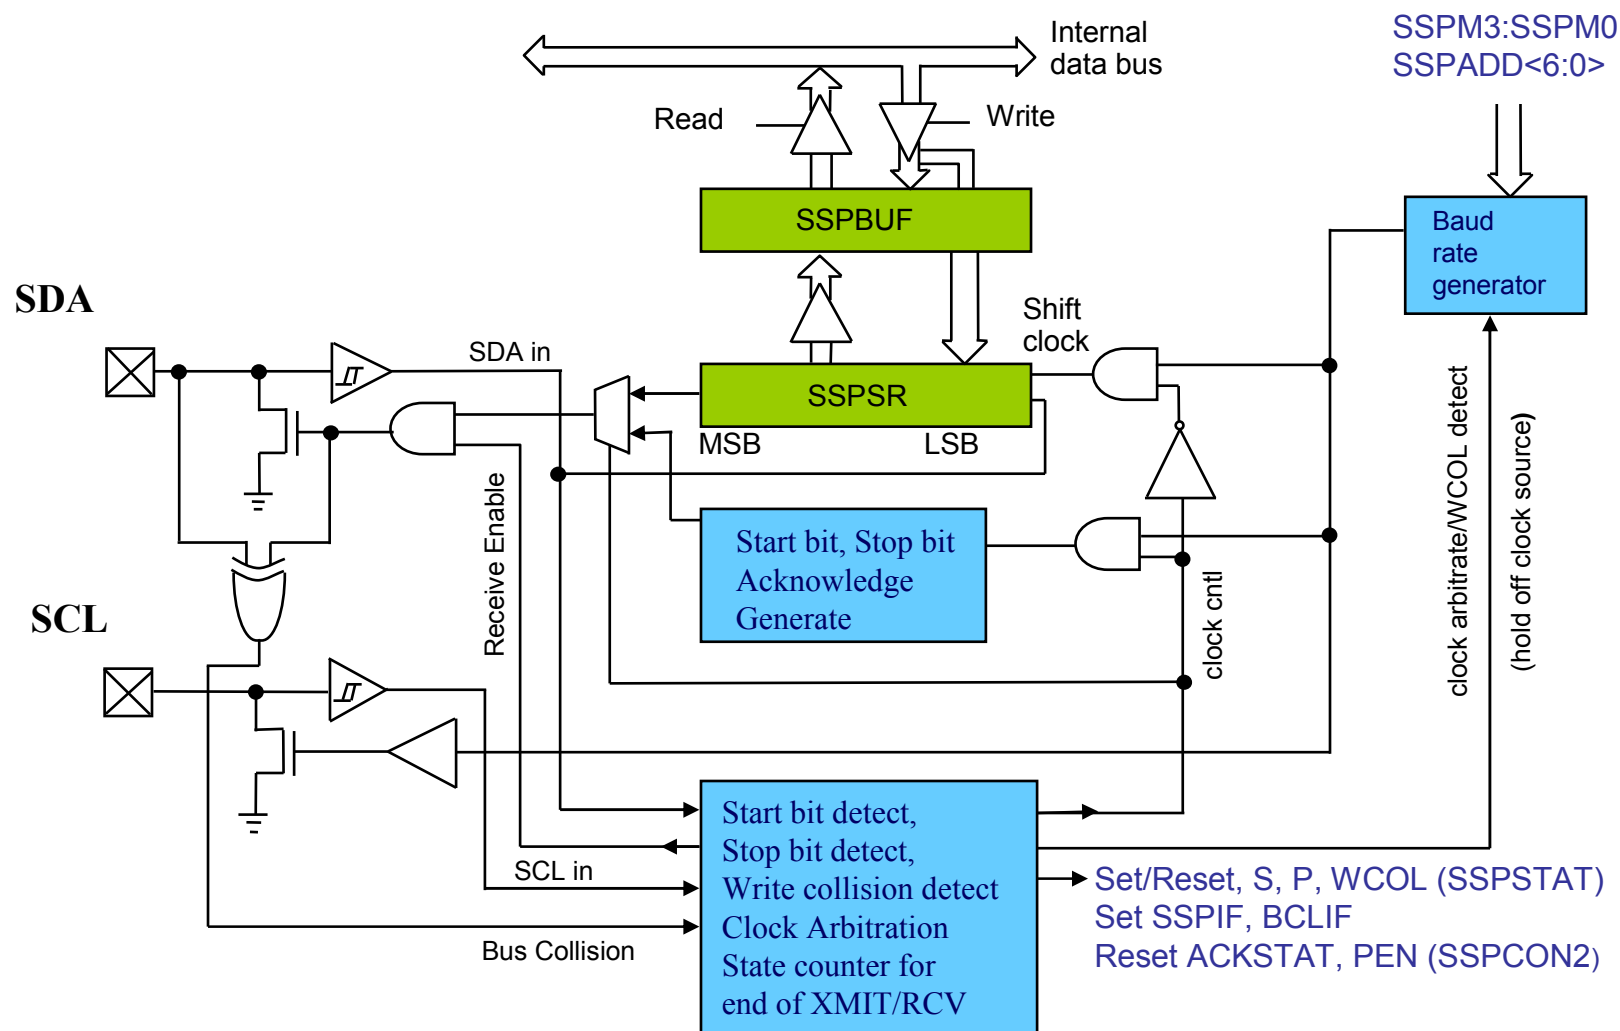 Internal
data bus
SSPM3:SSPM0
SSPADD<6:0>
Read
Write
SSPBUF
Baud
rate
generator
SDA
Shift
clock
SDA in
SSPSR
MSB
LSB
Receive Enable
Start bit, Stop bit
Acknowledge
Generate
clock cntl
clock arbitrate/WCOL detect
(hold off clock source)
SCL
Start bit detect,
Stop bit detect,
Write collision detect
Clock Arbitration
State counter for
end of XMIT/RCV
SCL in
Bus Collision
Set/Reset, S, P, WCOL (SSPSTAT)
Set SSPIF, BCLIF
Reset ACKSTAT, PEN (SSPCON2)